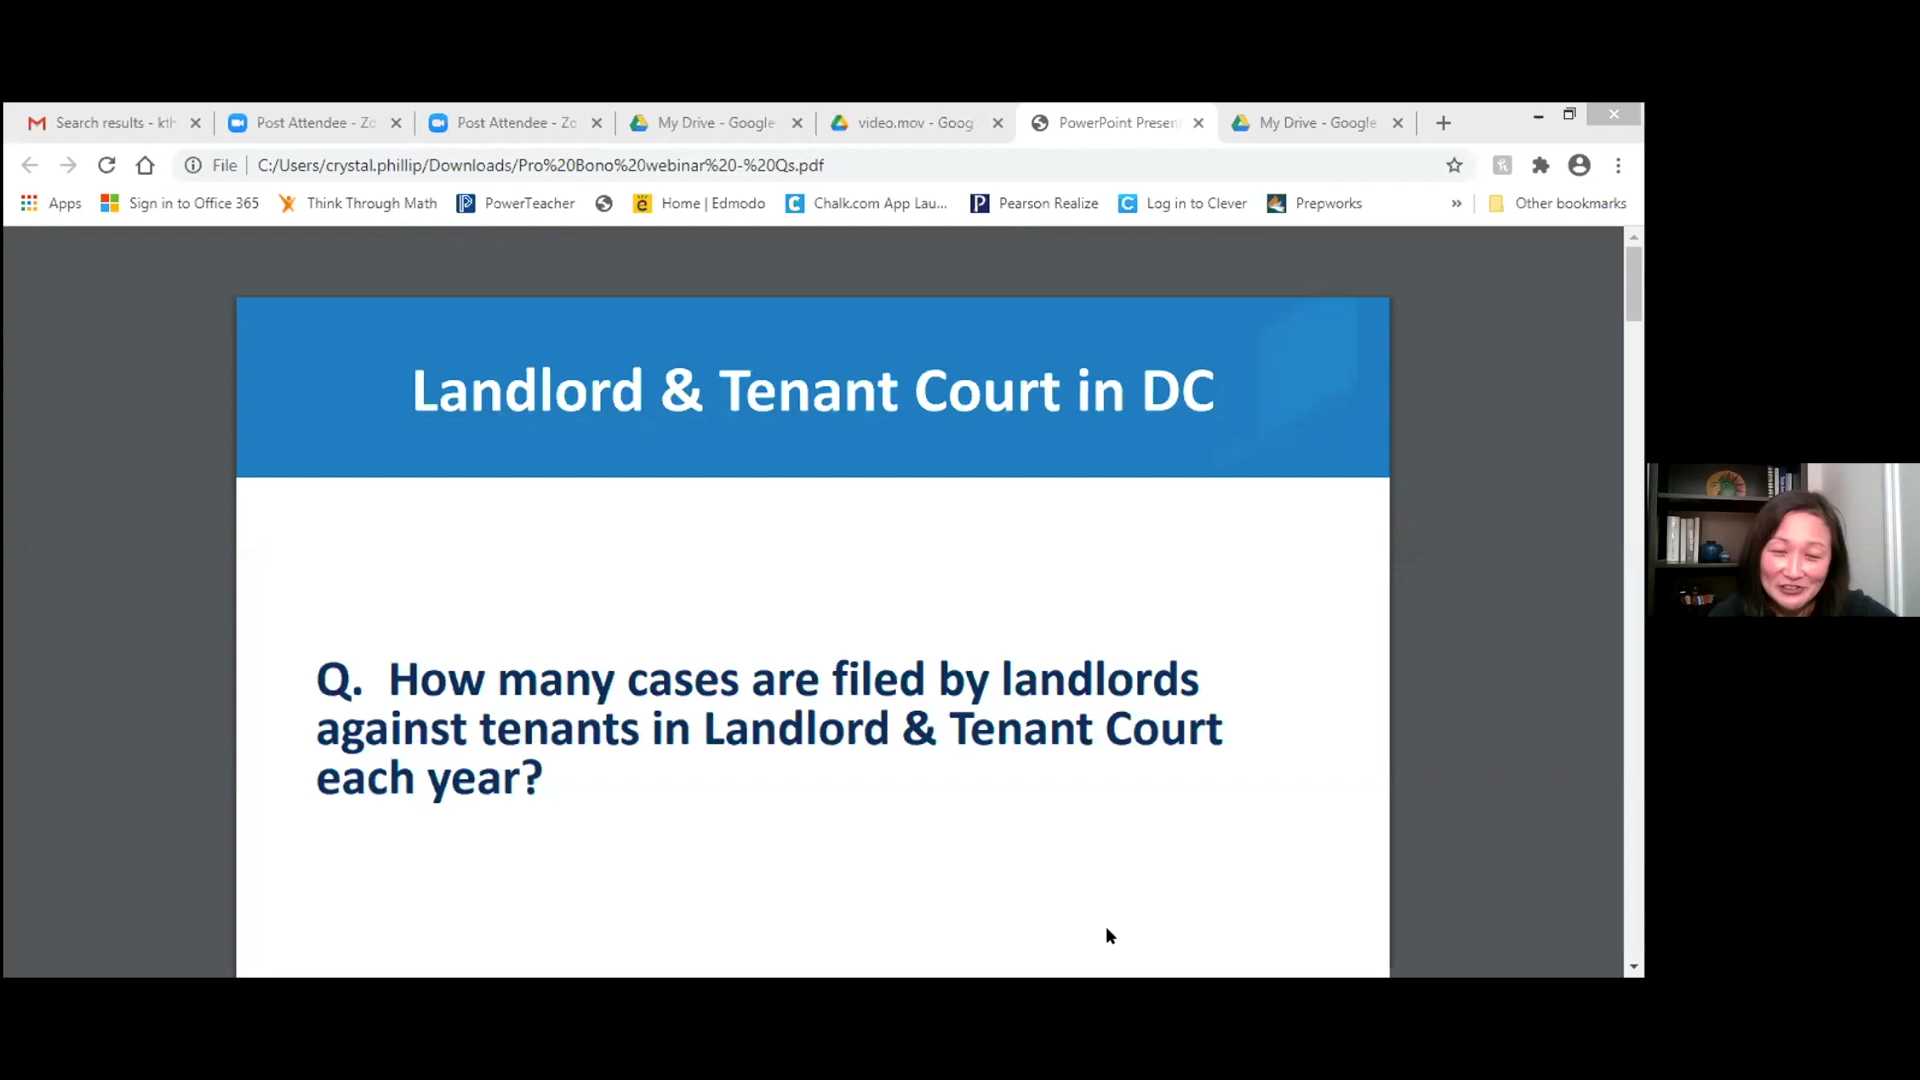 Search results - kth
Post Attendee - Zo
Post Attendee - Zo
My Drive - Google
video.mov - Goog
PowerPoint Presen
My Drive - Google
File
C:/Users/crystal.phillip/Downloads/Pro%20Bono%20webinar%20-%20Qs.pdf
Apps
Sign in to Office 365
Think Through Math
PowerTeacher
Home | Edmodo
Chalk.com App Lau...
Pearson Realize
Log in to Clever
Prepworks
»
Other bookmarks
Landlord & Tenant Court in DC
Q. How many cases are filed by landlords
against tenants in Landlord & Tenant Court
each year?